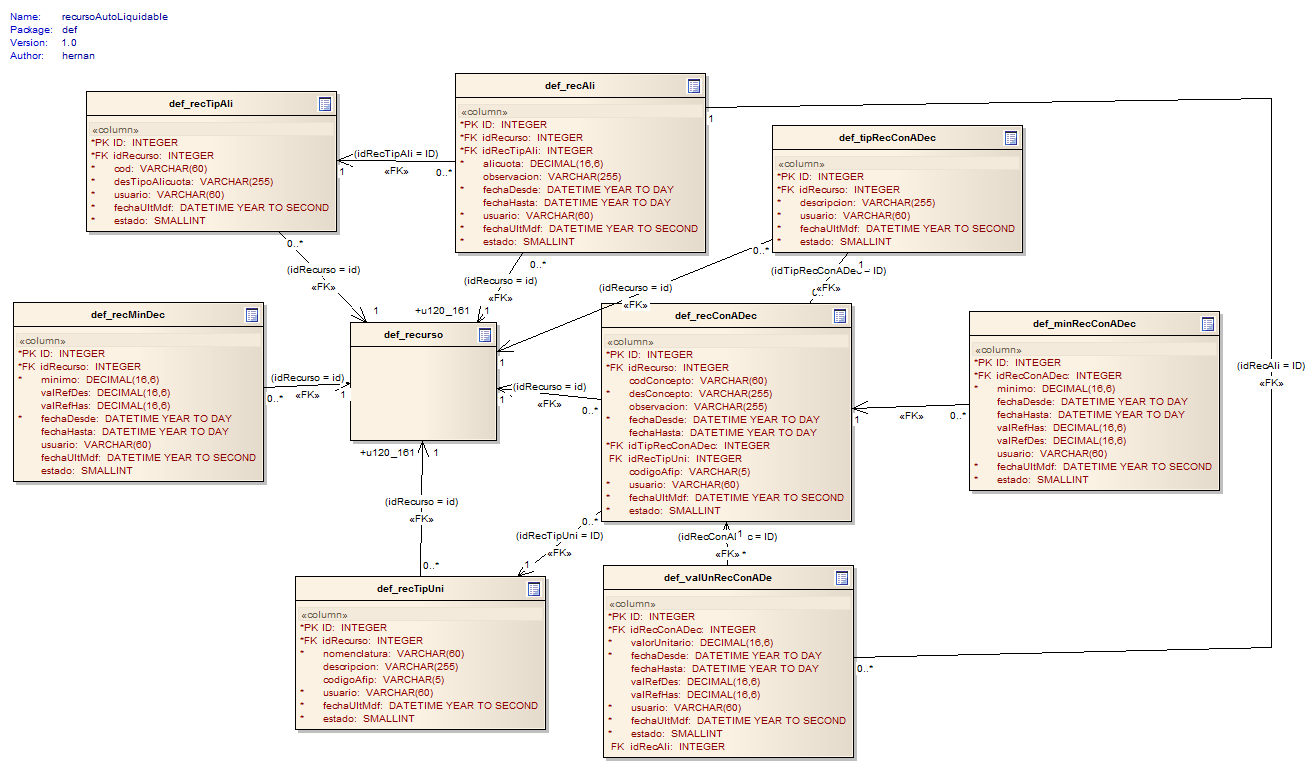 Name: recursoAutoLiquidable
Package: def
Version: 1.0
Author: hernan
def_recTipAli
«column»
*PK ID: INTEGER
*FK idRecurso: INTEGER
* cod: VARCHAR(60)
* desTipoAlicuota: VARCHAR(255)
* usuario: VARCHAR(60)
* fechaUltMdf: DATETIME YEAR TO SECOND
* estado: SMALLINT
def_recAli
«column»
*PK ID: INTEGER
*FK idRecurso: INTEGER
*FK idRecTipAli: INTEGER
* alicuota: DECIMAL(16,6)
observacion: VARCHAR(255)
* fechaDesde: DATETIME YEAR TO DAY
fechaHasta: DATETIME YEAR TO DAY
* usuario: VARCHAR(60)
* fechaUltMdf: DATETIME YEAR TO SECOND
* estado: SMALLINT
def_tipRecConADec
«column»
*PK ID: INTEGER
*FK idRecurso: INTEGER
* descripcion: VARCHAR(255)
* usuario: VARCHAR(60)
* fechaUltMdf: DATETIME YEAR TO SECOND
* estado: SMALLINT
(idRecTipAli = ID)
1
«FK»
0..*
1
0..*
(idRecurso = id)
«FK»
1
0..*
(idRecurso = id)
«FK»
+u120_161
1
0..*
(idRecurso = id)
«FK»
1
1
(idTipRecConADec = ID)
«FK»
0..
def_recMinDec
«column»
*PK ID: INTEGER
*FK idRecurso: INTEGER
* minimo: DECIMAL(16,6)
valRefDes: DECIMAL(16,6)
valRefHas: DECIMAL(16,6)
* fechaDesde: DATETIME YEAR TO DAY
fechaHasta: DATETIME YEAR TO DAY
usuario: VARCHAR(60)
fechaUltMdf: DATETIME YEAR TO SECOND
estado: SMALLINT
(idRecurso = id)
0..*
«FK»
1
def_recurso
(idRecurso = id)
1
«FK»
0..*
def_recConADec
«column»
*PK ID: INTEGER
*FK idRecurso: INTEGER
codConcepto: VARCHAR(60)
* desConcepto: VARCHAR(255)
observacion: VARCHAR(255)
* fechaDesde: DATETIME YEAR TO DAY
fechaHasta: DATETIME YEAR TO DAY
*FK idTipRecConADec: INTEGER
FK idRecTipUni: INTEGER
codigoAfip: VARCHAR(5)
* usuario: VARCHAR(60)
* fechaUltMdf: DATETIME YEAR TO SECOND
* estado: SMALLINT
1
«FK»
0..*
def_minRecConADec
«column»
*PK ID: INTEGER
*FK idRecConADec: INTEGER
* minimo: DECIMAL(16,6)
fechaDesde: DATETIME YEAR TO DAY
fechaHasta: DATETIME YEAR TO DAY
valRefHas: DECIMAL(16,6)
valRefDes: DECIMAL(16,6)
usuario: VARCHAR(60)
* fechaUltMdf: DATETIME YEAR TO SECOND
* estado: SMALLINT
(idRecAli = ID)
«FK»
+u120_161
1
(idRecurso = id)
«FK»
0..*
0..*
(idRecTipUni = ID)
«FK»
1
1
«FK»
*
def_recTipUni
«column»
*PK ID: INTEGER
*FK idRecurso: INTEGER
* nomenclatura: VARCHAR(60)
descripcion: VARCHAR(255)
codigoAfip: VARCHAR(5)
* usuario: VARCHAR(60)
* fechaUltMdf: DATETIME YEAR TO SECOND
* estado: SMALLINT
def_valUnRecConADe
«column»
*PK ID: INTEGER
*FK idRecConADec: INTEGER
* valorUnitario: DECIMAL(16,6)
* fechaDesde: DATETIME YEAR TO DAY
fechaHasta: DATETIME YEAR TO DAY
valRefDes: DECIMAL(16,6)
valRefHas: DECIMAL(16,6)
* usuario: VARCHAR(60)
* fechaUltMdf: DATETIME YEAR TO SECOND
* estado: SMALLINT
FK idRecAli: INTEGER
0..*